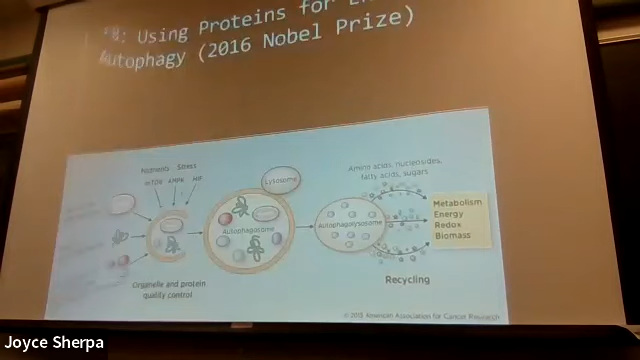 Using Proteins for
Autophagy (2016 Nobel Prize)
Nutrients Stress
mTOR AMPK HIF
Lysosome
Amino acids, nucleosides,
fatty acids, sugars
Autophagosome
Autophagolysosome
Metabolism
Energy
Redox
Biomass
Organelle and protein
quality control
Recycling
American Association for Cancer Research
Joyce Sherpa